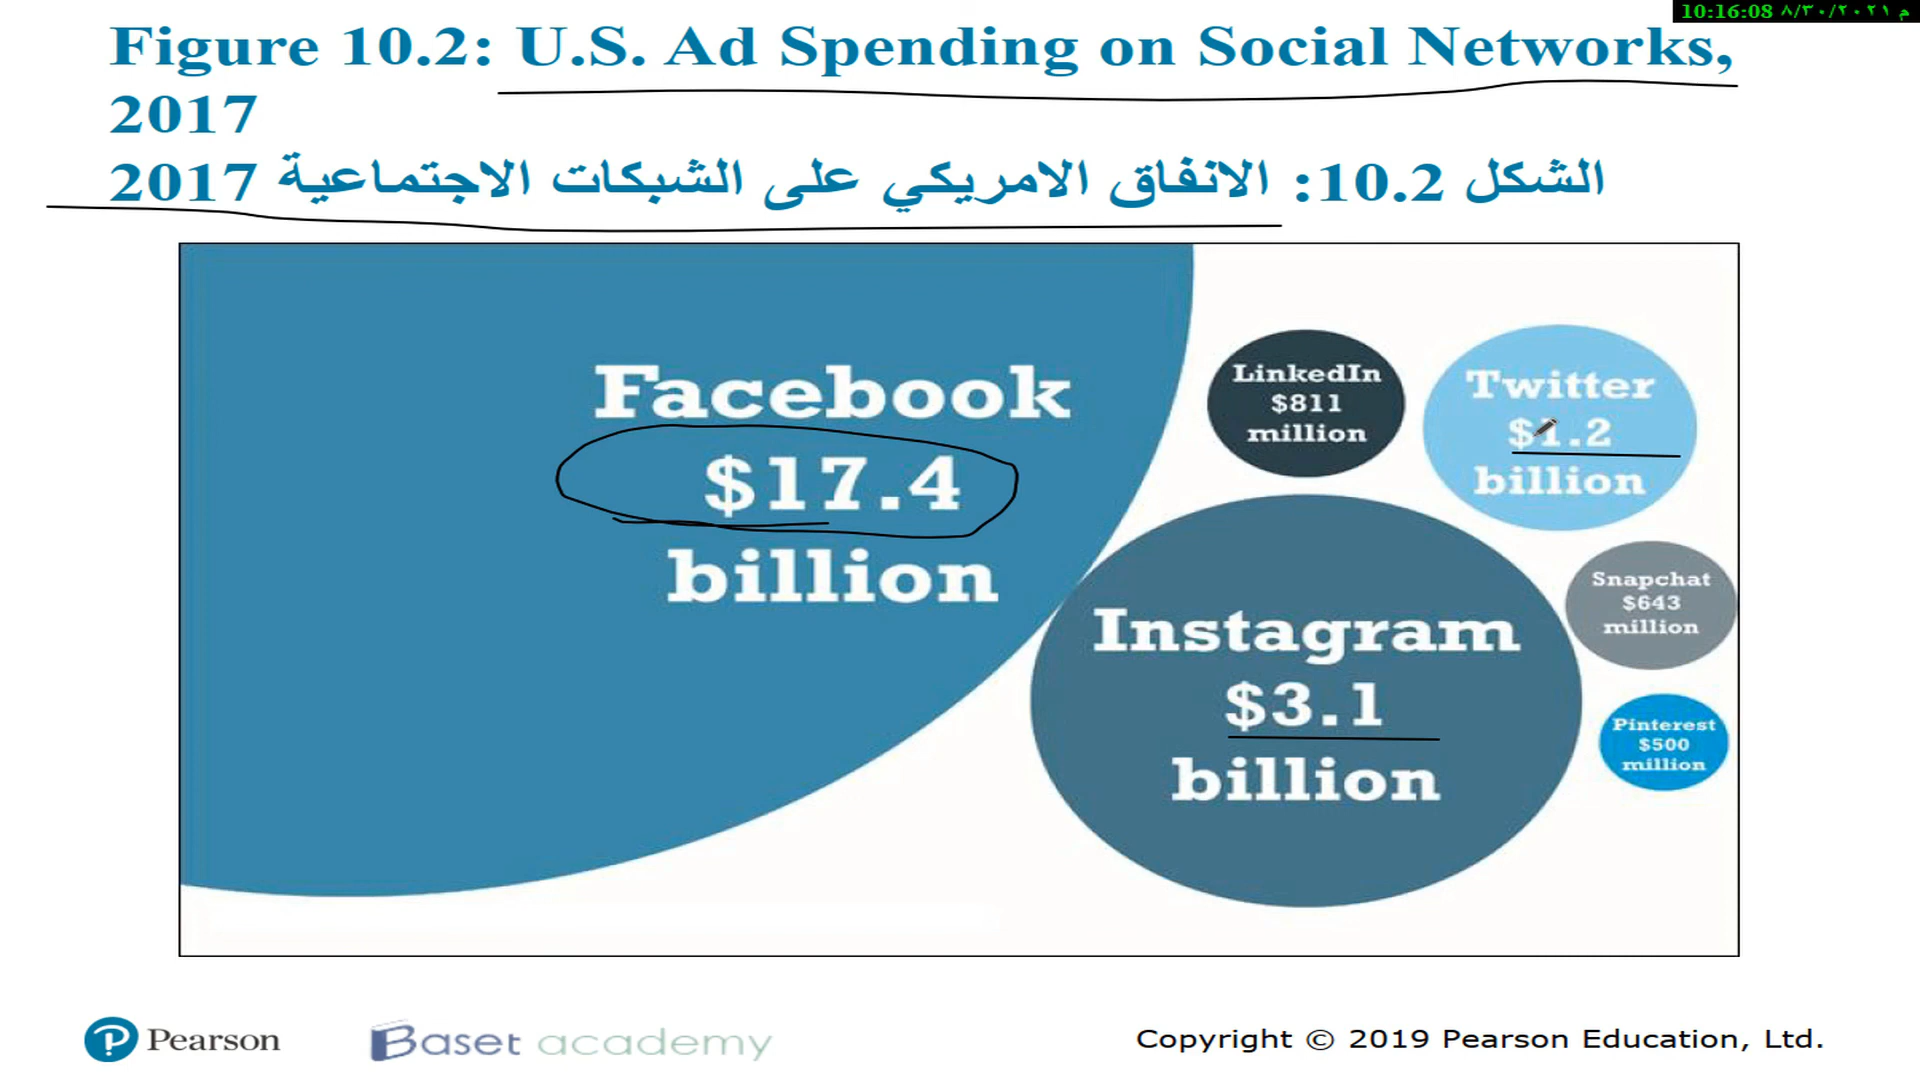 10:16:08 م ٨/٣٠/٢٠٢١
Figure 10.2: U.S. Ad Spending on Social Networks,
2017
الشكل 10.2: الانفاق الامريكي على الشبكات الاجتماعية 2017
Facebook
$17.4
billion
LinkedIn
$811
million
Twitter
$1.2
billion
Instagram
$3.1
billion
Snapchat
$643
million
Pinterest
$500
million
Pearson
Baset academy
Copyright © 2019 Pearson Education, Ltd.